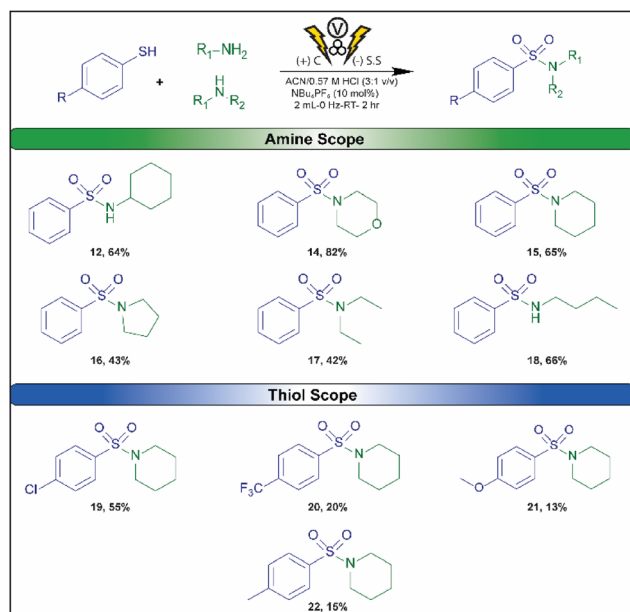 SH
R
+
R₁-NH₂
H
R₁-N-R₂
V
(+) C (-) S.S
ACN/0.57 M HCl (3:1 v/v)
NBu₄PF₆ (10 mol%)
2 mL-0 Hz-RT- 2 hr
O O
S
N R₁
R₂
R
Amine Scope
O O
S
N
H
12, 64%
O O
S
N
O
14, 82%
O O
S
N
15, 65%
O O
S
N
16, 43%
O O
S
N
17, 42%
O O
S
N
H
18, 66%
Thiol Scope
O O
S
N
Cl
19, 55%
O O
S
N
F₃C
20, 20%
O O
S
N
O
21, 13%
O O
S
N
22, 15%